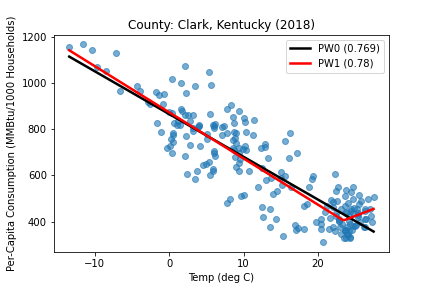 County: Clark, Kentucky (2018)
Per-Capita Consumption (MMBtu/1000 Households)
1200
1000
800
600
400
PW0 (0.769)
PW1 (0.78)
−10 0 10 20
Temp (deg C)